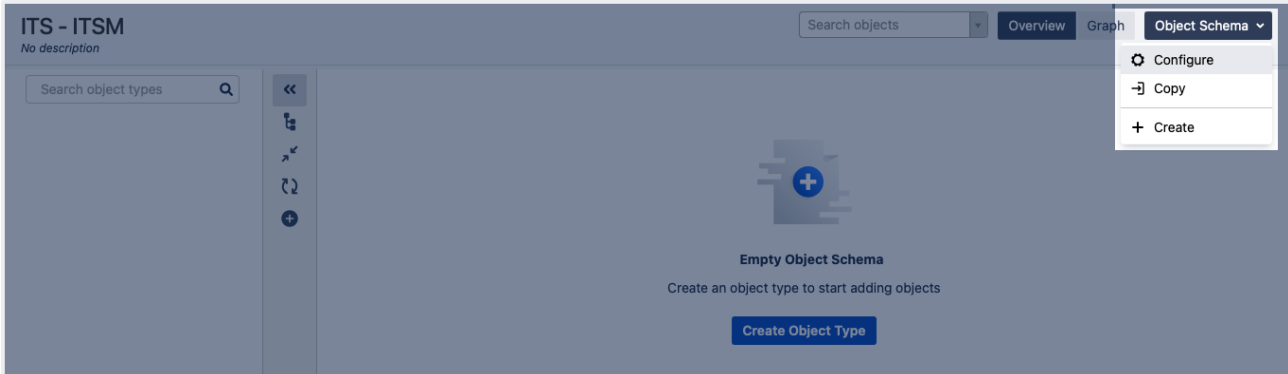 ITS - ITSM
No description
Search objects
Overview
Graph
Object Schema
Configure
Copy
Create
Search object types
Empty Object Schema
Create an object type to start adding objects
Create Object Type